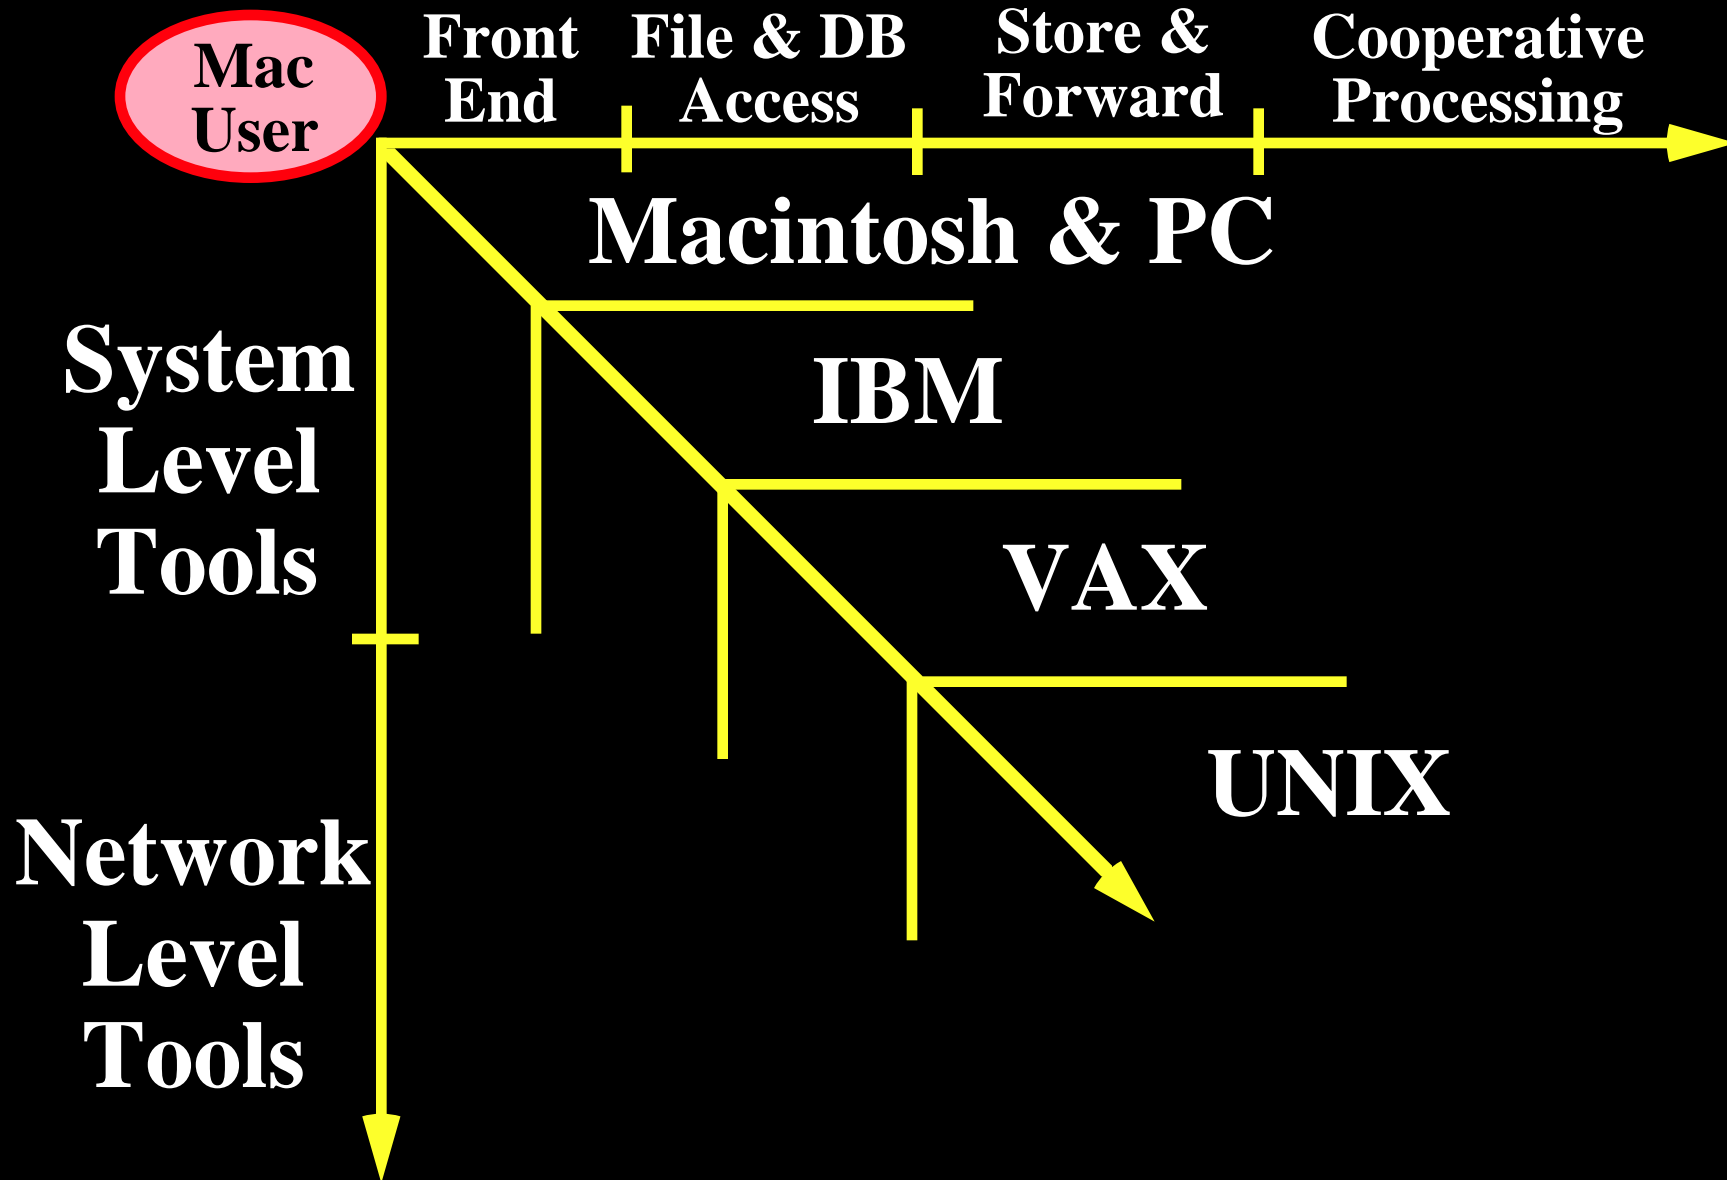 Mac
User
Front
End
File & DB
Access
Store &
Forward
Cooperative
Processing
Macintosh & PC
IBM
VAX
UNIX
System
Level
Tools
Network
Level
Tools